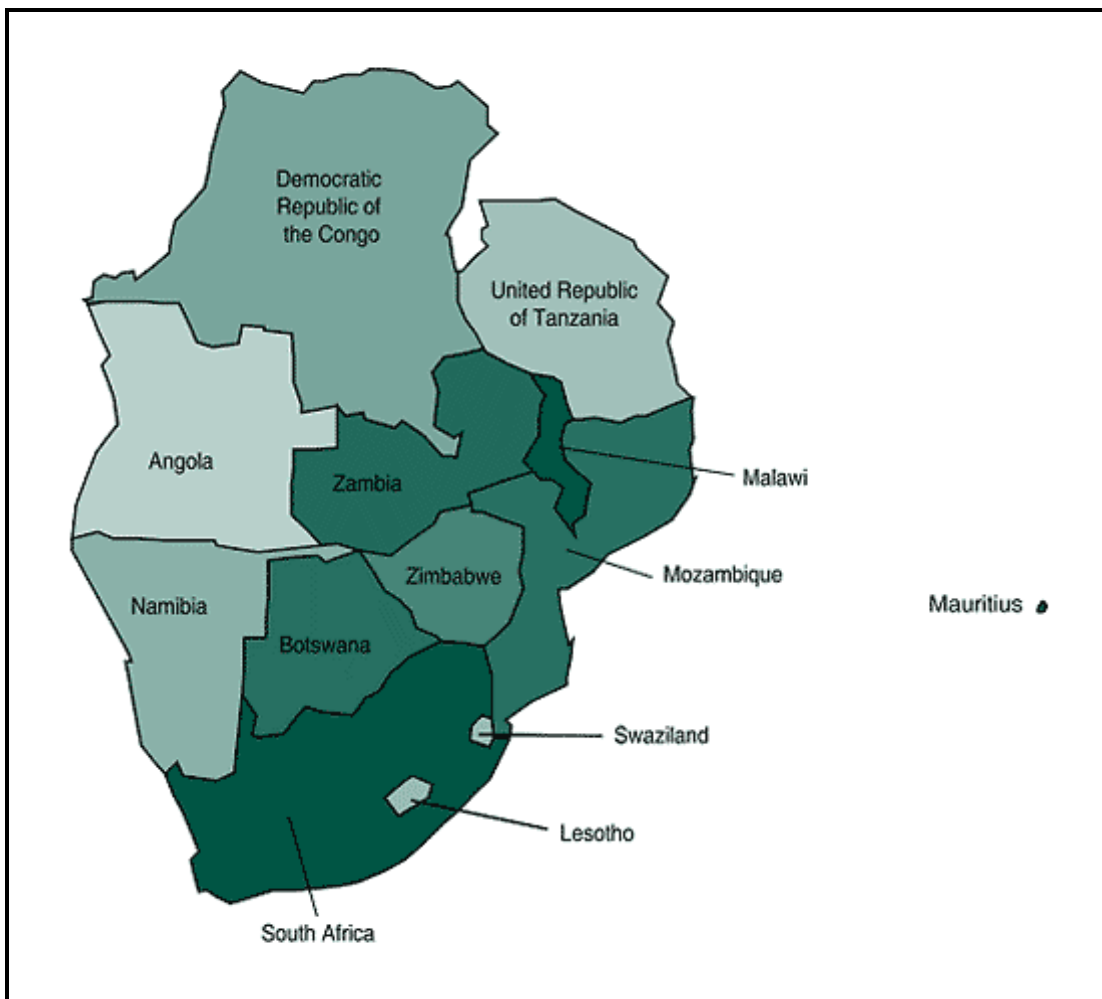 Democratic
Republic of
the Congo
United Republic
of Tanzania
Angola
Zambia
Malawi
Mozambique
Zimbabwe
Namibia
Mauritius
Botswana
Swaziland
Lesotho
South Africa